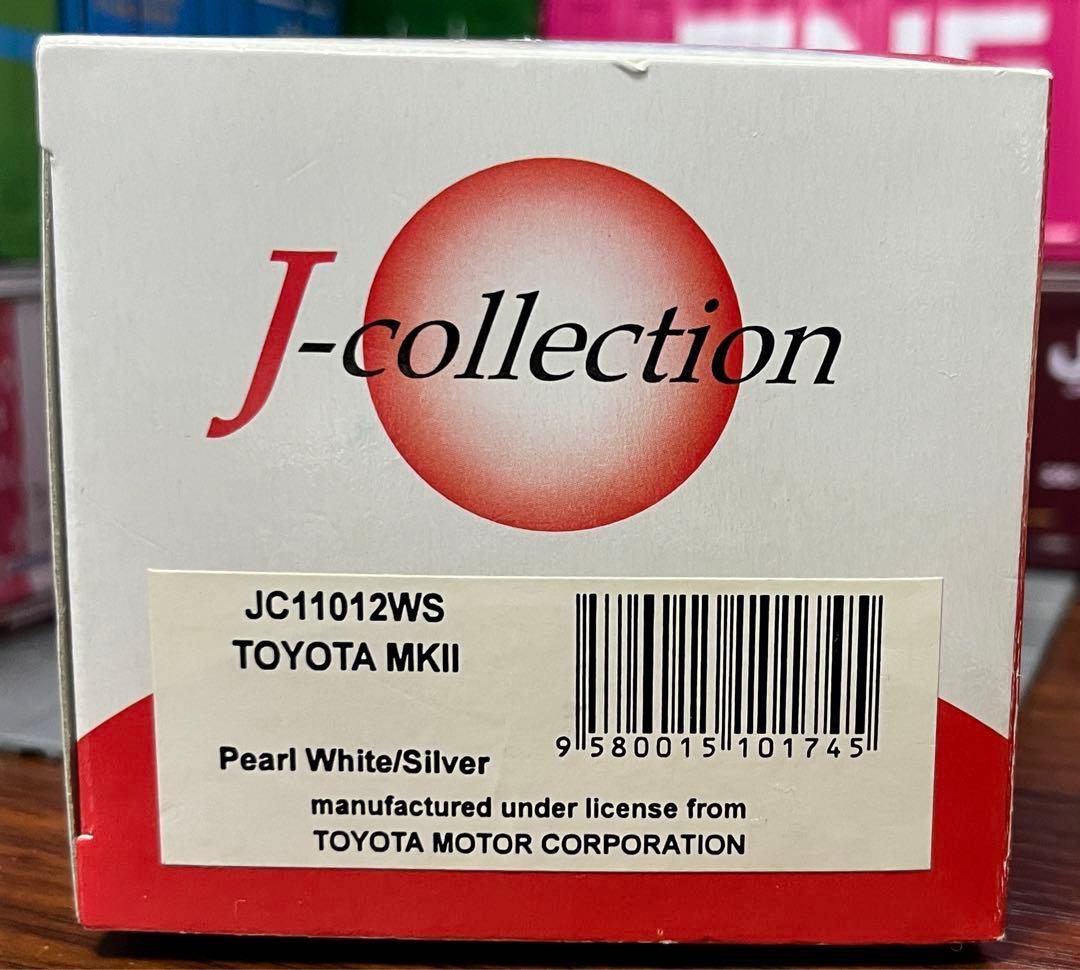 J-collection
JC11012WS
TOYOTA MKII
9 580015 101745
Pearl White/Silver
manufactured under license from
TOYOTA MOTOR CORPORATION